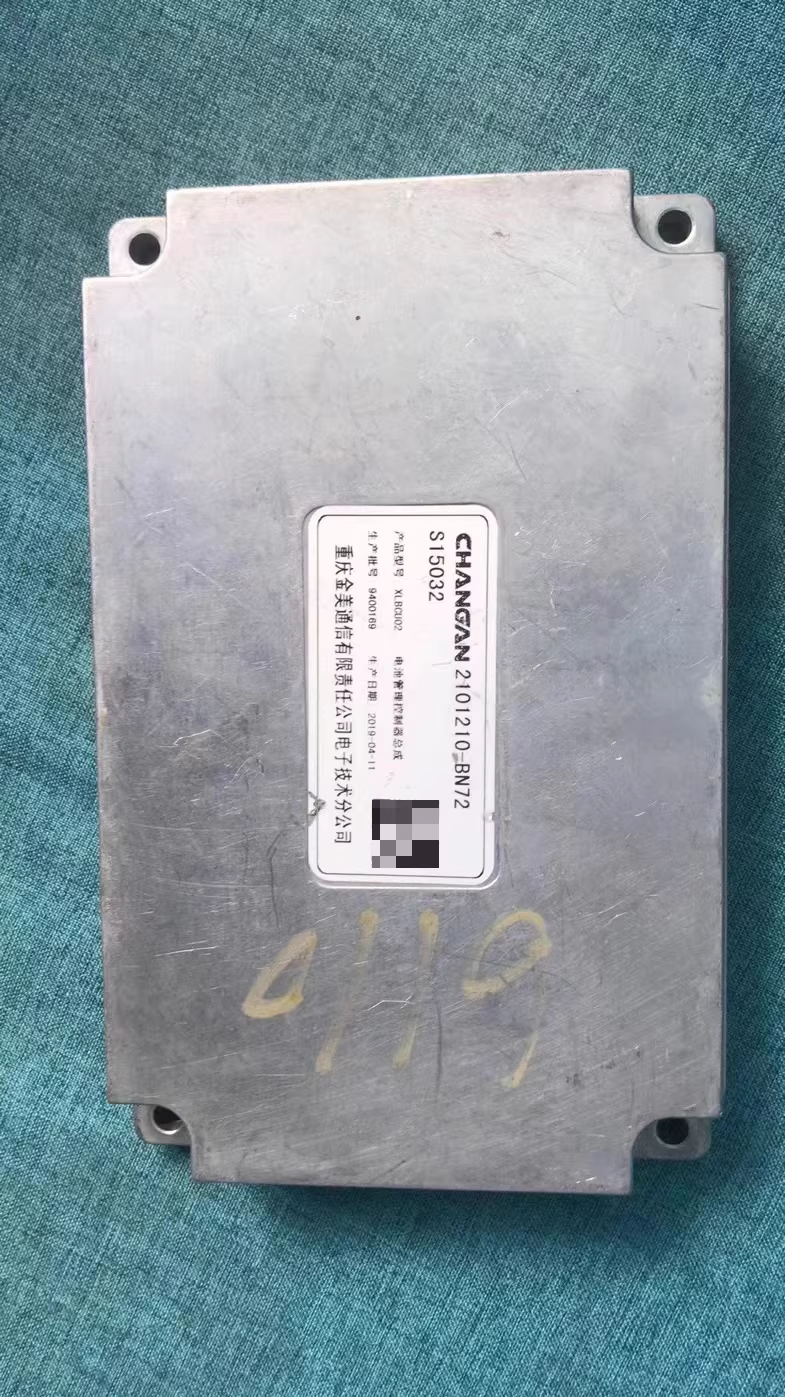 CHANGAN 2101210-BN72
S15032
产品型号 XLBCU02 电池管理控制器总成
生产批号 9400169 生产日期 2019-04-11
重庆金美通信有限责任公司电子技术分公司
0119